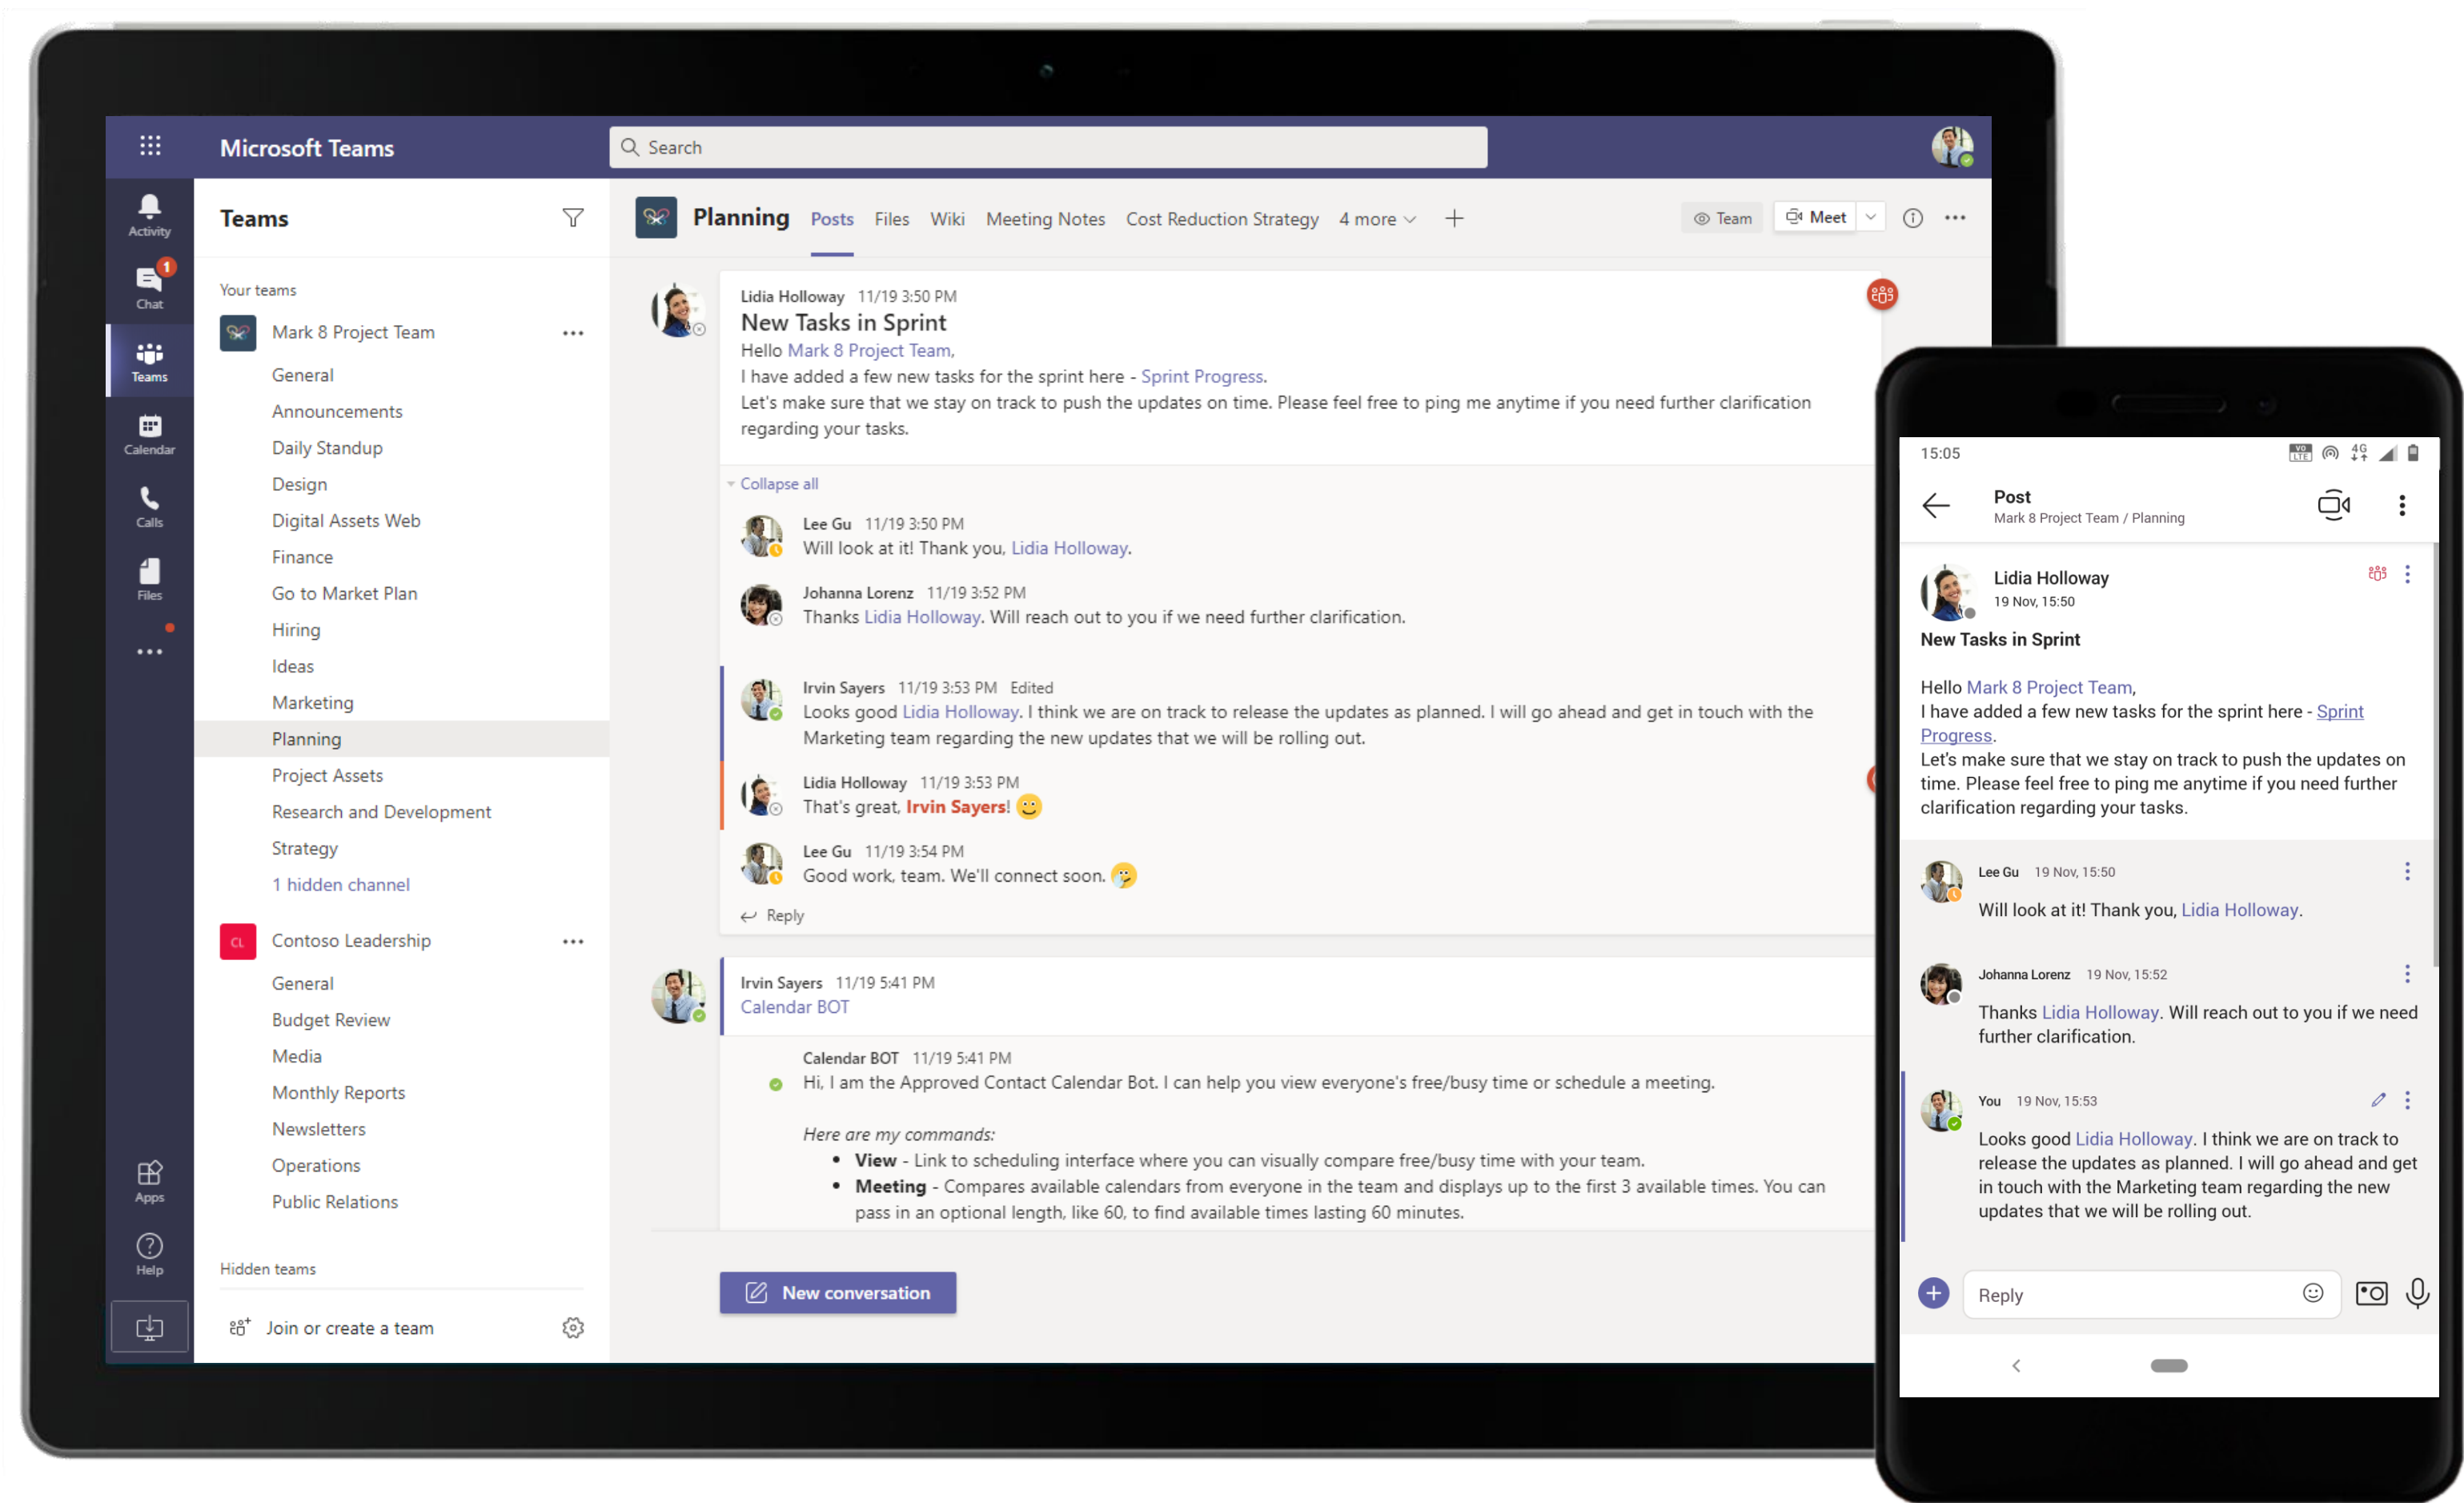 Microsoft Teams
Search
Activity
1
Chat
Teams
Calendar
Calls
Files
Apps
Help
Teams
Your teams
Mark 8 Project Team
General
Announcements
Daily Standup
Design
Digital Assets Web
Finance
Go to Market Plan
Hiring
Ideas
Marketing
Planning
Project Assets
Research and Development
Strategy
1 hidden channel
CL Contoso Leadership
General
Budget Review
Media
Monthly Reports
Newsletters
Operations
Public Relations
Hidden teams
Join or create a team
Planning Posts Files Wiki Meeting Notes Cost Reduction Strategy 4 more Team Meet
Lidia Holloway 11/19 3:50 PM
New Tasks in Sprint
Hello Mark 8 Project Team,
I have added a few new tasks for the sprint here - Sprint Progress.
Let's make sure that we stay on track to push the updates on time. Please feel free to ping me anytime if you need further clarification
regarding your tasks.
Collapse all
Lee Gu 11/19 3:50 PM
Will look at it! Thank you, Lidia Holloway.
Johanna Lorenz 11/19 3:52 PM
Thanks Lidia Holloway. Will reach out to you if we need further clarification.
Irvin Sayers 11/19 3:53 PM Edited
Looks good Lidia Holloway. I think we are on track to release the updates as planned. I will go ahead and get in touch with the
Marketing team regarding the new updates that we will be rolling out.
Lidia Holloway 11/19 3:53 PM
That's great, Irvin Sayers!
Lee Gu 11/19 3:54 PM
Good work, team. We'll connect soon.
Reply
Irvin Sayers 11/19 5:41 PM
Calendar BOT
Calendar BOT 11/19 5:41 PM
Hi, I am the Approved Contact Calendar Bot. I can help you view everyone's free/busy time or schedule a meeting.
Here are my commands:
• View - Link to scheduling interface where you can visually compare free/busy time with your team.
• Meeting - Compares available calendars from everyone in the team and displays up to the first 3 available times. You can
pass in an optional length, like 60, to find available times lasting 60 minutes.
New conversation
15:05 VO LTE 4G
Post
Mark 8 Project Team / Planning
Lidia Holloway
19 Nov, 15:50
New Tasks in Sprint
Hello Mark 8 Project Team,
I have added a few new tasks for the sprint here - Sprint
Progress.
Let's make sure that we stay on track to push the updates on
time. Please feel free to ping me anytime if you need further
clarification regarding your tasks.
Lee Gu 19 Nov, 15:50
Will look at it! Thank you, Lidia Holloway.
Johanna Lorenz 19 Nov, 15:52
Thanks Lidia Holloway. Will reach out to you if we need
further clarification.
You 19 Nov, 15:53
Looks good Lidia Holloway. I think we are on track to
release the updates as planned. I will go ahead and get
in touch with the Marketing team regarding the new
updates that we will be rolling out.
Reply